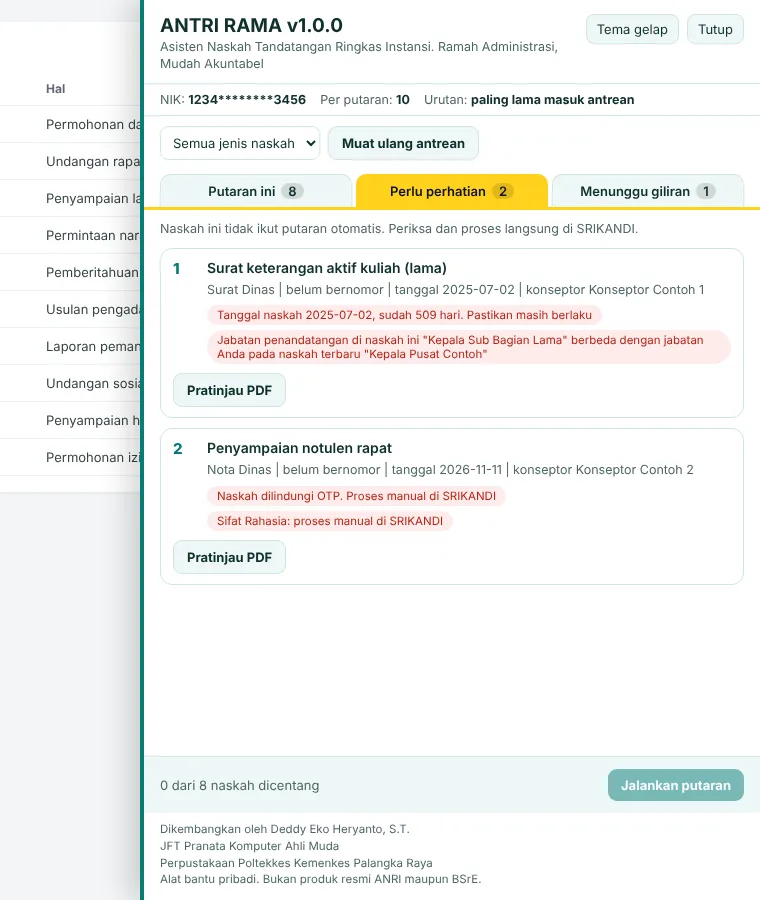 ANTRI RAMA v1.0.0
Asisten Naskah Tandatangan Ringkas Instansi. Ramah Administrasi,
Mudah Akuntabel
Tema gelap
Tutup
NIK: 1234********3456 Per putaran: 10 Urutan: paling lama masuk antrean
Semua jenis naskah
Muat ulang antrean
Putaran ini 8
Perlu perhatian 2
Menunggu giliran 1
Naskah ini tidak ikut putaran otomatis. Periksa dan proses langsung di SRIKANDI.
1 Surat keterangan aktif kuliah (lama)
Surat Dinas | belum bernomor | tanggal 2025-07-02 | konseptor Konseptor Contoh 1
Tanggal naskah 2025-07-02, sudah 509 hari. Pastikan masih berlaku
Jabatan penandatangan di naskah ini "Kepala Sub Bagian Lama" berbeda dengan jabatan
Anda pada naskah terbaru "Kepala Pusat Contoh"
Pratinjau PDF
2 Penyampaian notulen rapat
Nota Dinas | belum bernomor | tanggal 2026-11-11 | konseptor Konseptor Contoh 2
Naskah dilindungi OTP. Proses manual di SRIKANDI
Sifat Rahasia: proses manual di SRIKANDI
Pratinjau PDF
0 dari 8 naskah dicentang
Jalankan putaran
Dikembangkan oleh Deddy Eko Heryanto, S.T.
JFT Pranata Komputer Ahli Muda
Perpustakaan Poltekkes Kemenkes Palangka Raya
Alat bantu pribadi. Bukan produk resmi ANRI maupun BSrE.
Hal
Permohonan
Undangan
Penyampaian
Permintaan
Pemberitahuan
Usulan
Laporan
Undangan
Penyampaian
Permohonan